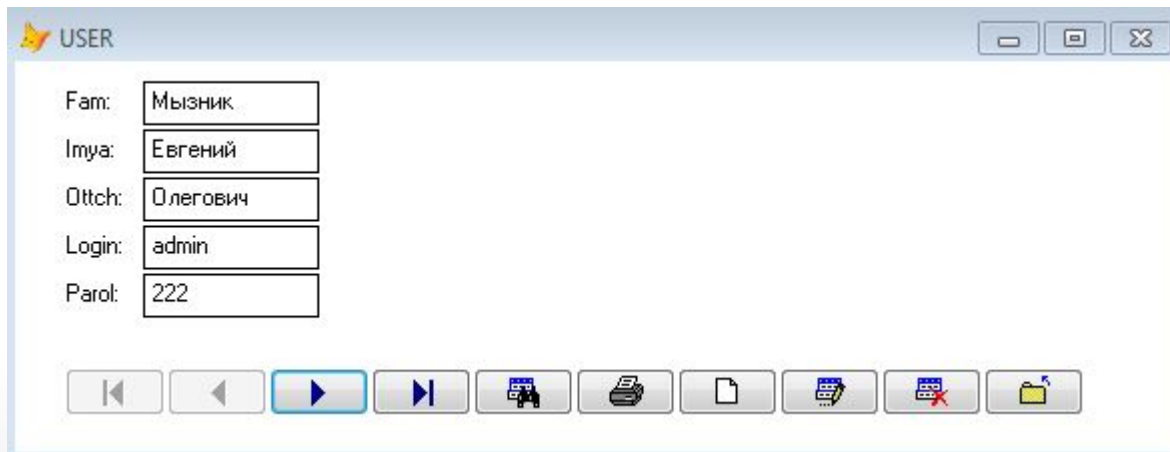 USER
Fam: Мызник
Imya: Евгений
Ottch: Олегович
Login: admin
Parol: 222